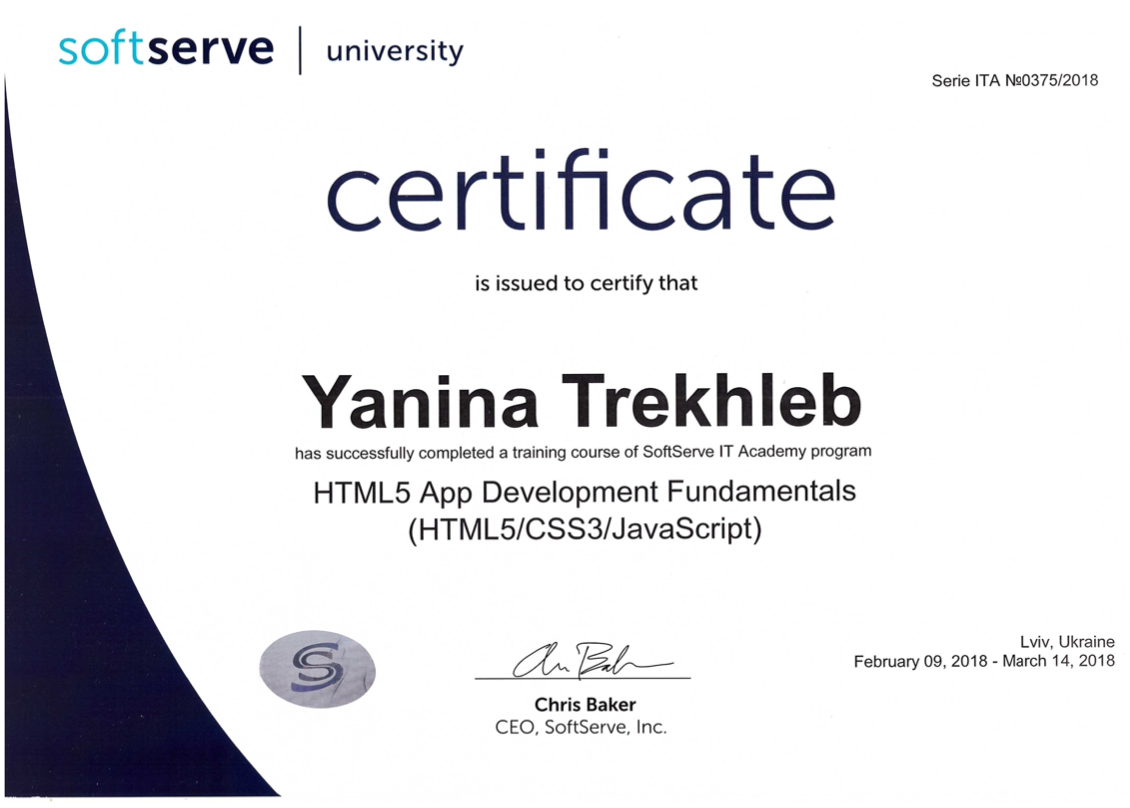 softserve | university
Serie ITA №0375/2018
certificate
is issued to certify that
Yanina Trekhleb
has successfully completed a training course of SoftServe IT Academy program
HTML5 App Development Fundamentals
(HTML5/CSS3/JavaScript)
S
Lviv, Ukraine
February 09, 2018 - March 14, 2018
Chris Baker
CEO, SoftServe, Inc.